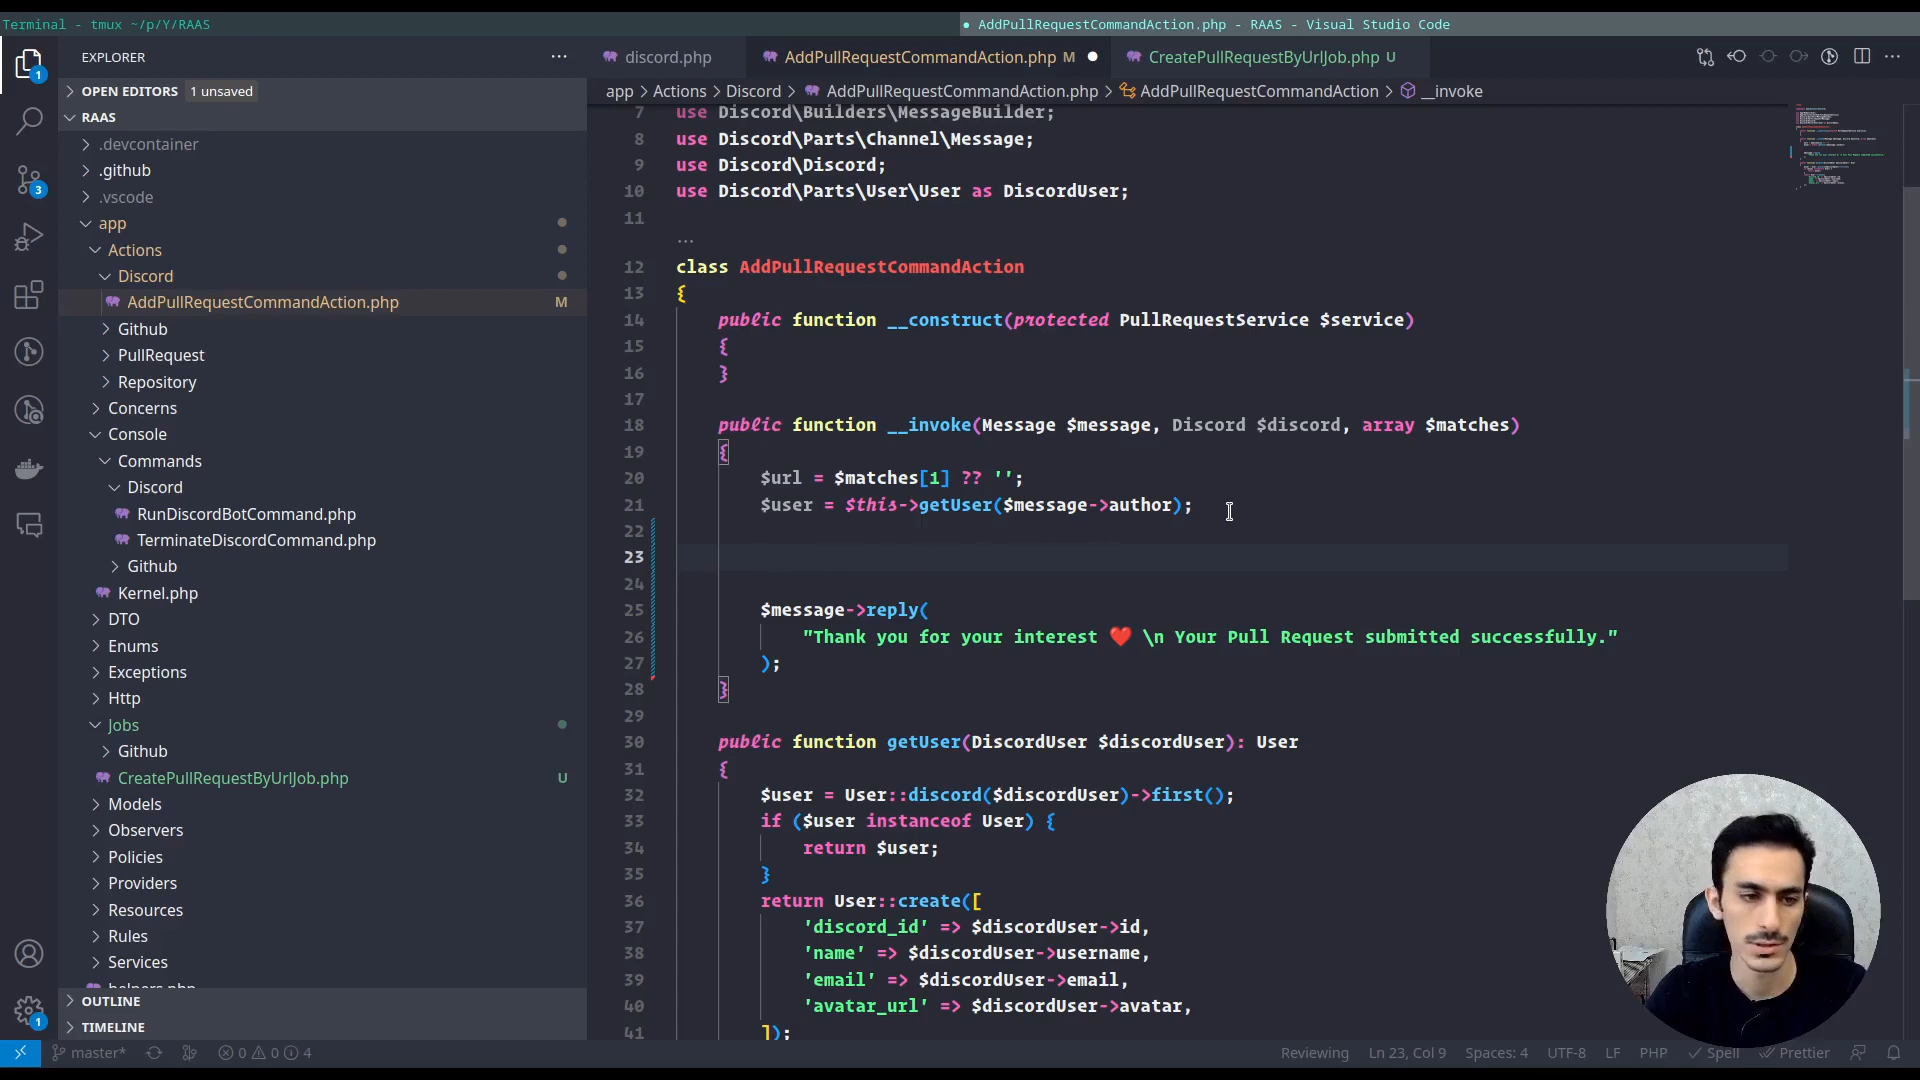 Terminal - tmux ~/p/Y/RAAS
● AddPullRequestCommandAction.php - RAAS - Visual Studio Code
EXPLORER
OPEN EDITORS 1 unsaved
RAAS
.devcontainer
.github
.vscode
app
Actions
Discord
AddPullRequestCommandAction.php M
Github
PullRequest
Repository
Concerns
Console
Commands
Discord
RunDiscordBotCommand.php
TerminateDiscordCommand.php
Github
Kernel.php
DTO
Enums
Exceptions
Http
Jobs
Github
CreatePullRequestByUrlJob.php U
Models
Observers
Policies
Providers
Resources
Rules
Services
helpers.php
OUTLINE
TIMELINE
1
3
1
discord.php AddPullRequestCommandAction.php M ● CreatePullRequestByUrlJob.php U
app > Actions > Discord > AddPullRequestCommandAction.php > AddPullRequestCommandAction > __invoke
7 use Discord\Builders\MessageBuilder;
8 use Discord\Parts\Channel\Message;
9 use Discord\Discord;
10 use Discord\Parts\User\User as DiscordUser;
11
...
12 class AddPullRequestCommandAction
13 {
14 public function __construct(protected PullRequestService $service)
15 {
16 }
17
18 public function __invoke(Message $message, Discord $discord, array $matches)
19 {
20 $url = $matches[1] ?? '';
21 $user = $this->getUser($message->author);
22
23
24
25 $message->reply(
26 "Thank you for your interest ❤️ \n Your Pull Request submitted successfully."
27 );
28 }
29
30 public function getUser(DiscordUser $discordUser): User
31 {
32 $user = User::discord($discordUser)->first();
33 if ($user instanceof User) {
34 return $user;
35 }
36 return User::create([
37 'discord_id' => $discordUser->id,
38 'name' => $discordUser->username,
39 'email' => $discordUser->email,
40 'avatar_url' => $discordUser->avatar,
41 ]);
master* 0 0 4 Reviewing Ln 23, Col 9 Spaces: 4 UTF-8 LF PHP Spell Prettier